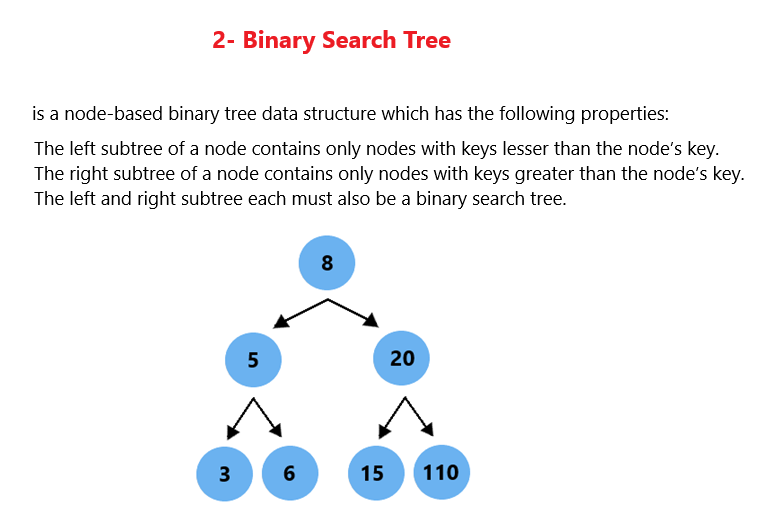 2- Binary Search Tree
is a node-based binary tree data structure which has the following properties:
The left subtree of a node contains only nodes with keys lesser than the node’s key.
The right subtree of a node contains only nodes with keys greater than the node’s key.
The left and right subtree each must also be a binary search tree.
8
5 20
3 6 15 110